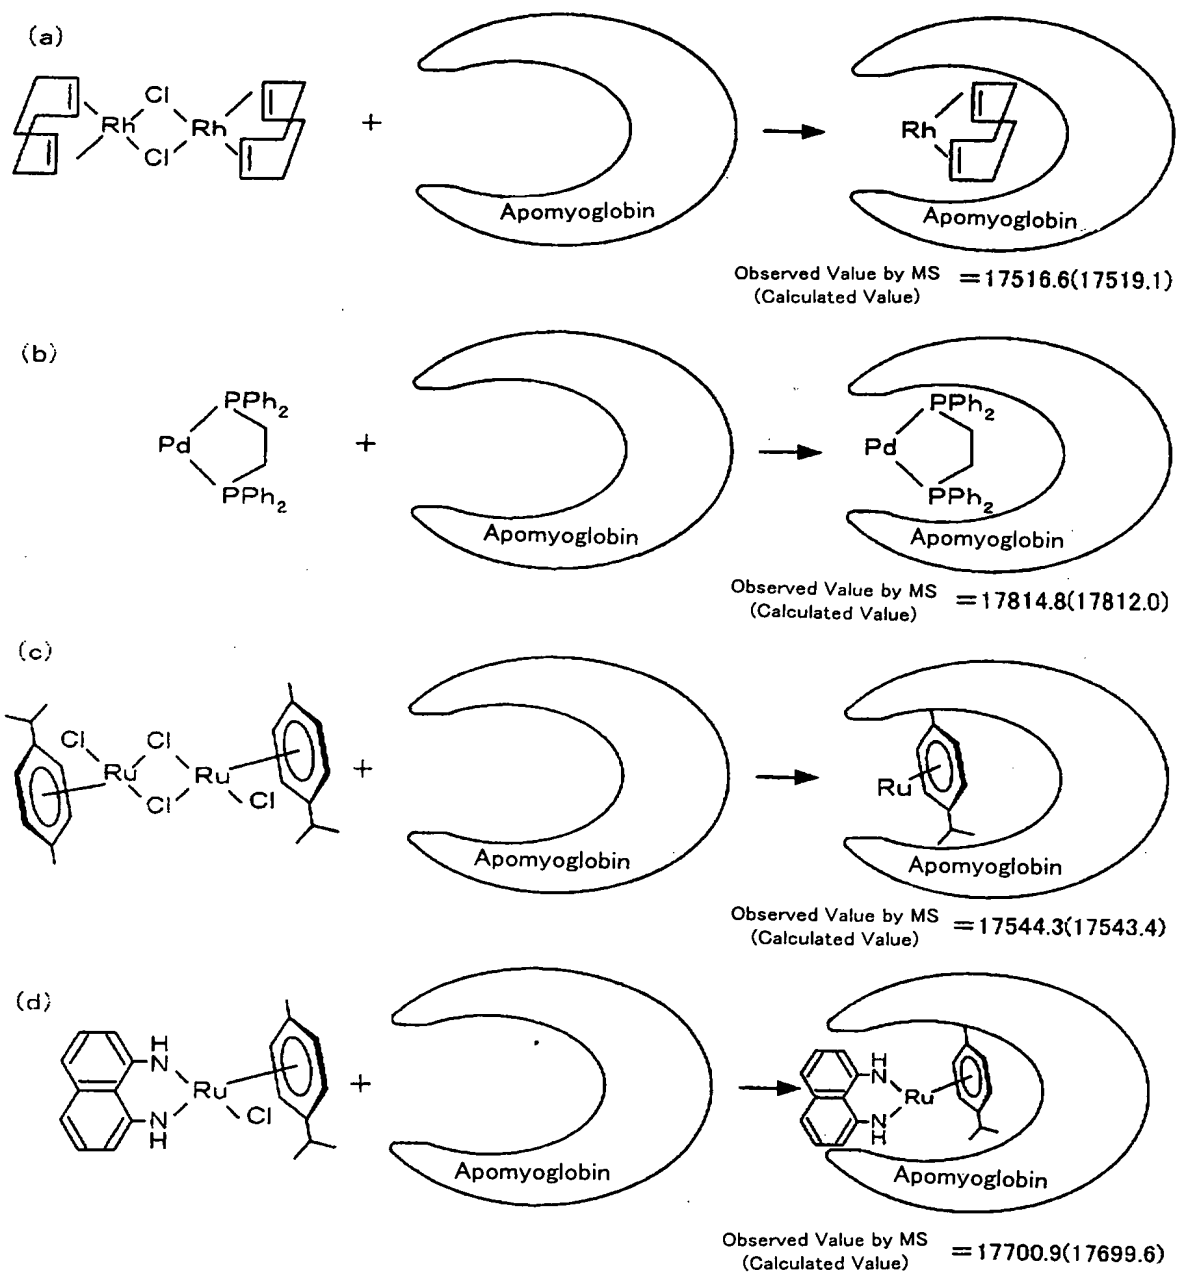 (a)
Cl
Rh Rh
Cl
+
Rh
Apomyoglobin
Apomyoglobin
Observed Value by MS =17516.6(17519.1)
(Calculated Value)
(b)
PPh2
Pd
PPh2
+
PPh2
Pd
PPh2
Apomyoglobin
Apomyoglobin
Observed Value by MS =17814.8(17812.0)
(Calculated Value)
(c)
Cl Cl
Ru Ru
Cl Cl
+
Ru
Apomyoglobin
Apomyoglobin
Observed Value by MS =17544.3(17543.4)
(Calculated Value)
(d)
H
N
Ru
Cl
N
H
+
H
N
Ru
N
H
Apomyoglobin
Apomyoglobin
Observed Value by MS =17700.9(17699.6)
(Calculated Value)